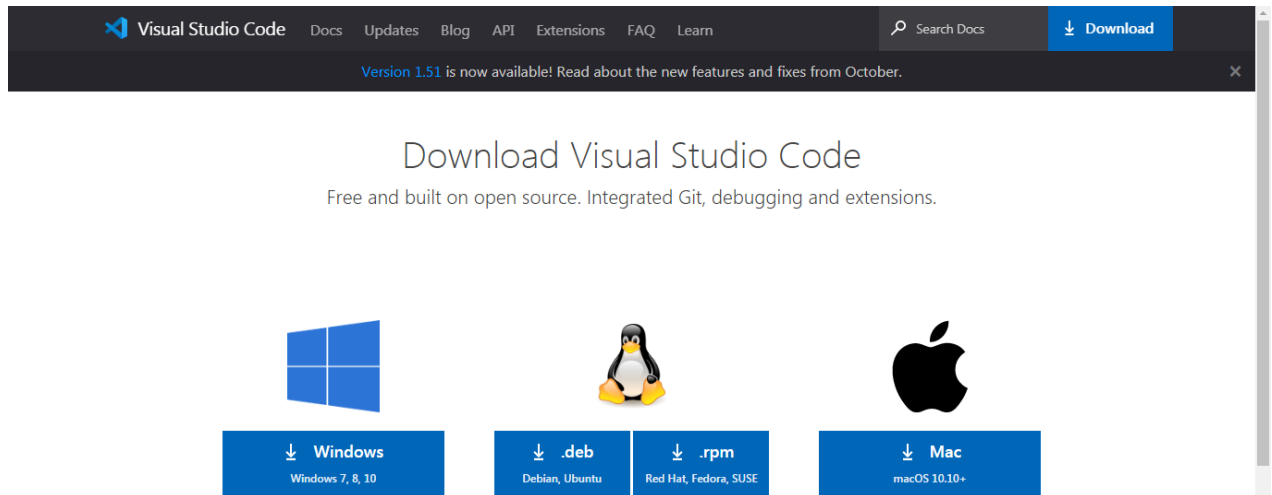 Visual Studio Code Docs Updates Blog API Extensions FAQ Learn Search Docs Download
Version 1.51 is now available! Read about the new features and fixes from October.
Download Visual Studio Code
Free and built on open source. Integrated Git, debugging and extensions.
Windows
Windows 7, 8, 10
.deb
Debian, Ubuntu
.rpm
Red Hat, Fedora, SUSE
Mac
macOS 10.10+